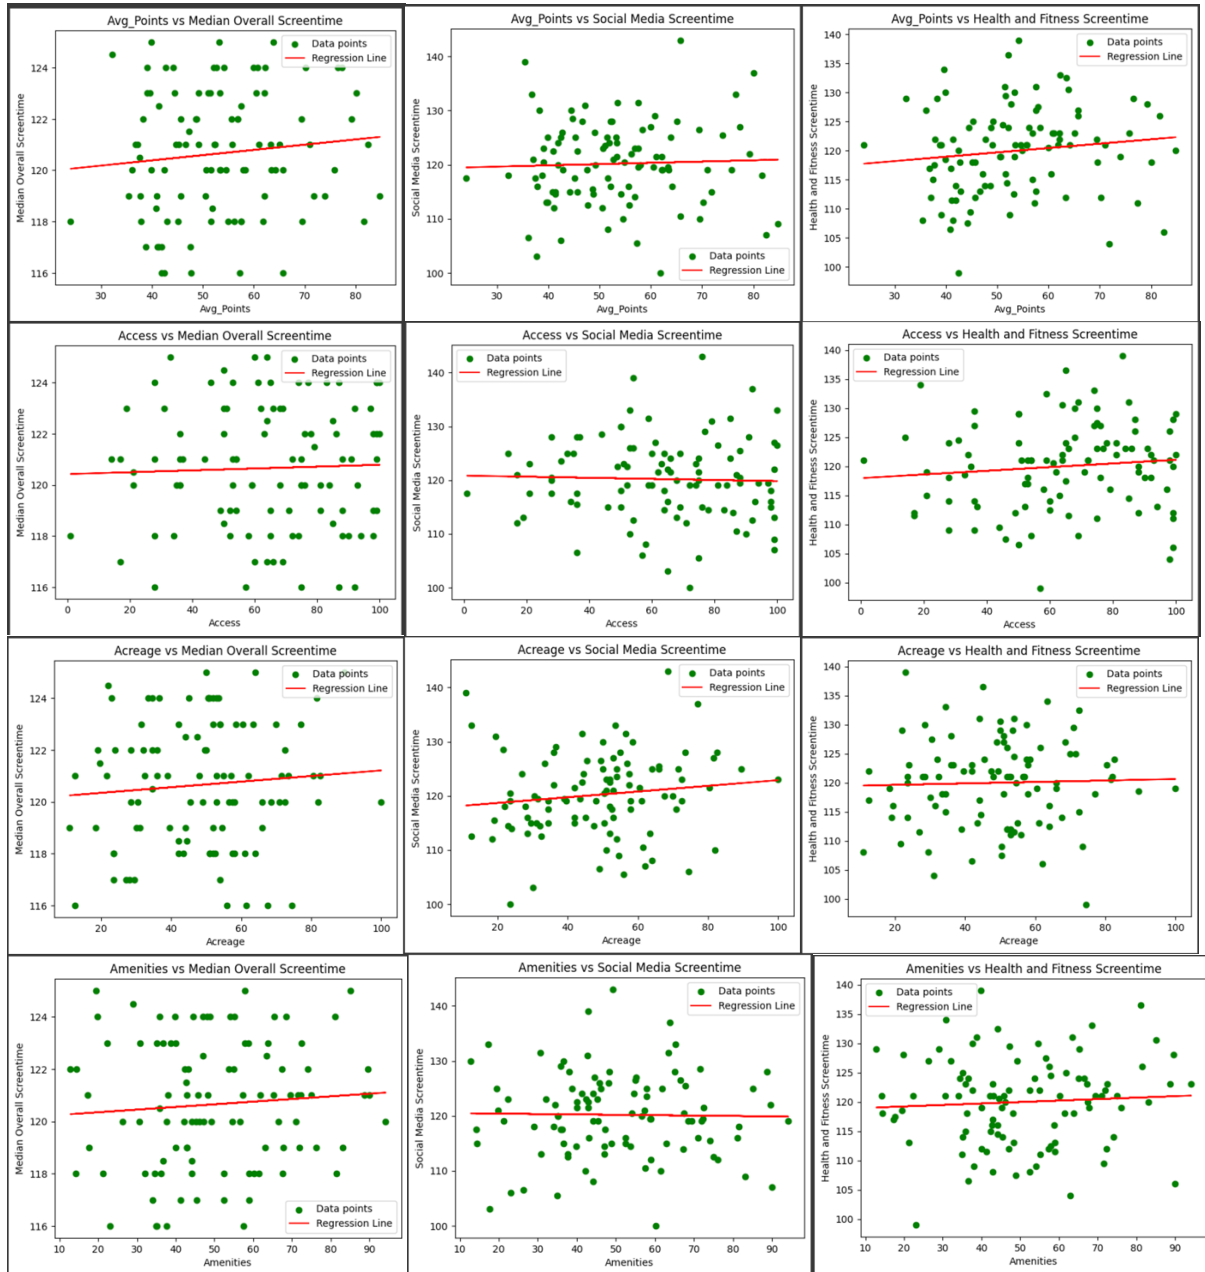 Avg_Points vs Median Overall Screentime
Median Overall Screentime
124
122
120
118
116
Data points
Regression Line
30 40 50 60 70 80
Avg_Points
Avg_Points vs Social Media Screentime
Social Media Screentime
140
130
120
110
100
Data points
Regression Line
30 40 50 60 70 80
Avg_Points
Avg_Points vs Health and Fitness Screentime
Health and Fitness Screentime
140
135
130
125
120
115
110
105
100
Data points
Regression Line
30 40 50 60 70 80
Avg_Points
Access vs Median Overall Screentime
Median Overall Screentime
124
122
120
118
116
Data points
Regression Line
0 20 40 60 80 100
Access
Access vs Social Media Screentime
Social Media Screentime
140
130
120
110
100
Data points
Regression Line
0 20 40 60 80 100
Access
Access vs Health and Fitness Screentime
Health and Fitness Screentime
140
135
130
125
120
115
110
105
100
Data points
Regression Line
0 20 40 60 80 100
Access
Acreage vs Median Overall Screentime
Median Overall Screentime
124
122
120
118
116
Data points
Regression Line
20 40 60 80 100
Acreage
Acreage vs Social Media Screentime
Social Media Screentime
140
130
120
110
100
Data points
Regression Line
20 40 60 80 100
Acreage
Acreage vs Health and Fitness Screentime
Health and Fitness Screentime
140
135
130
125
120
115
110
105
100
Data points
Regression Line
20 40 60 80 100
Acreage
Amenities vs Median Overall Screentime
Median Overall Screentime
124
122
120
118
116
Data points
Regression Line
10 20 30 40 50 60 70 80 90
Amenities
Amenities vs Social Media Screentime
Social Media Screentime
140
130
120
110
100
Data points
Regression Line
10 20 30 40 50 60 70 80 90
Amenities
Amenities vs Health and Fitness Screentime
Health and Fitness Screentime
140
135
130
125
120
115
110
105
100
Data points
Regression Line
10 20 30 40 50 60 70 80 90
Amenities